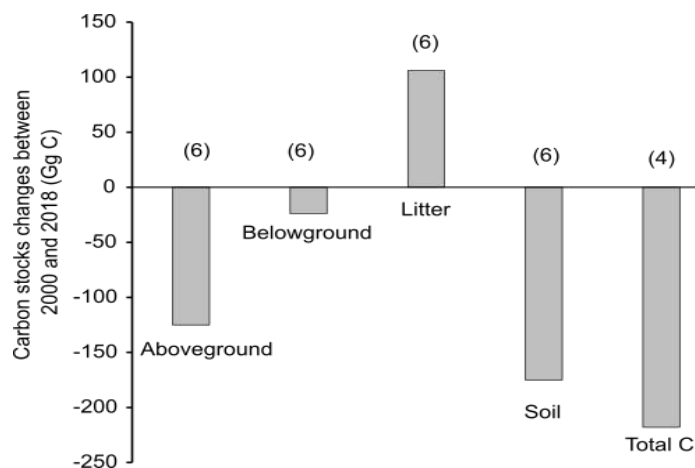 150
100
50
0
-50
-100
-150
-200
-250
Carbon stocks changes between
2000 and 2018 (Gg C)
(6)
(6)
(6)
(6)
(4)
Aboveground
Belowground
Litter
Soil
Total C